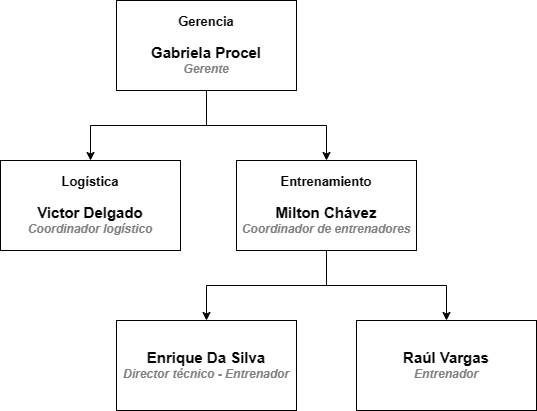 Gerencia
Gabriela Procel
Gerente
Logística
Victor Delgado
Coordinador logístico
Entrenamiento
Milton Chávez
Coordinador de entrenadores
Enrique Da Silva
Director técnico - Entrenador
Raúl Vargas
Entrenador